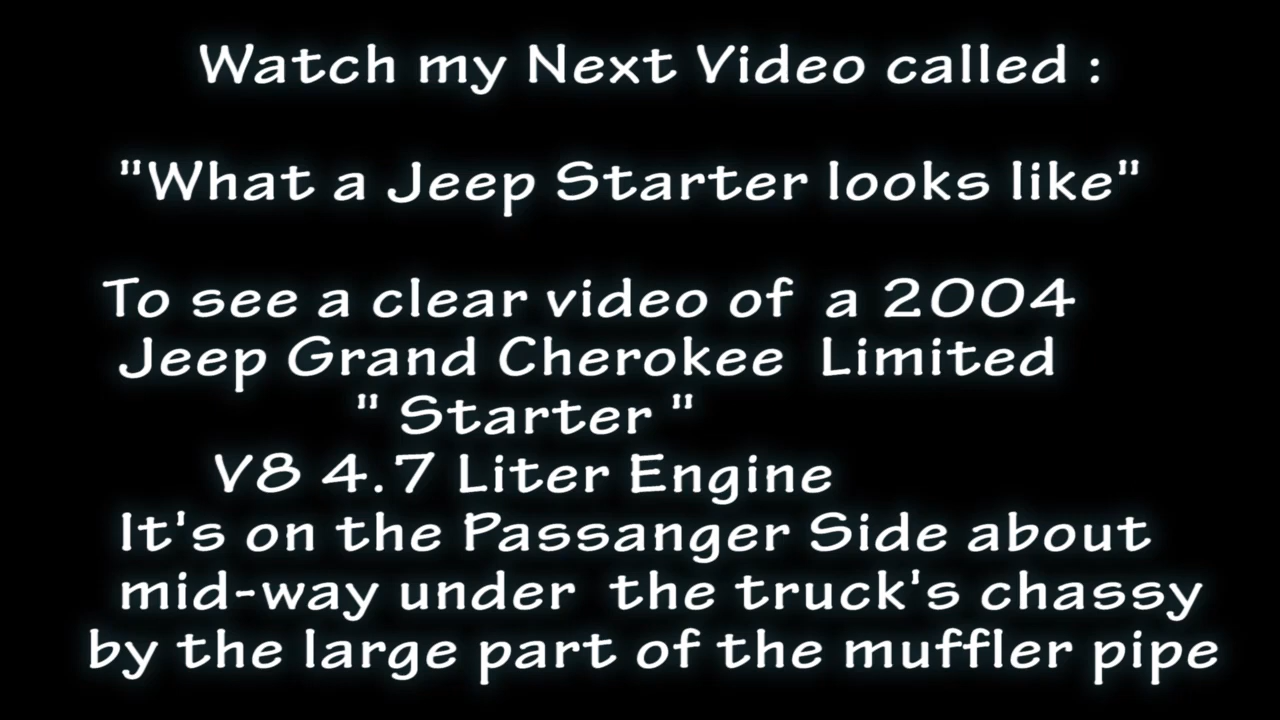 Watch my Next Video called :
"What a Jeep Starter looks like"
To see a clear video of a 2004
Jeep Grand Cherokee Limited
" Starter "
V8 4.7 Liter Engine
It's on the Passanger Side about
mid-way under the truck's chassy
by the large part of the muffler pipe